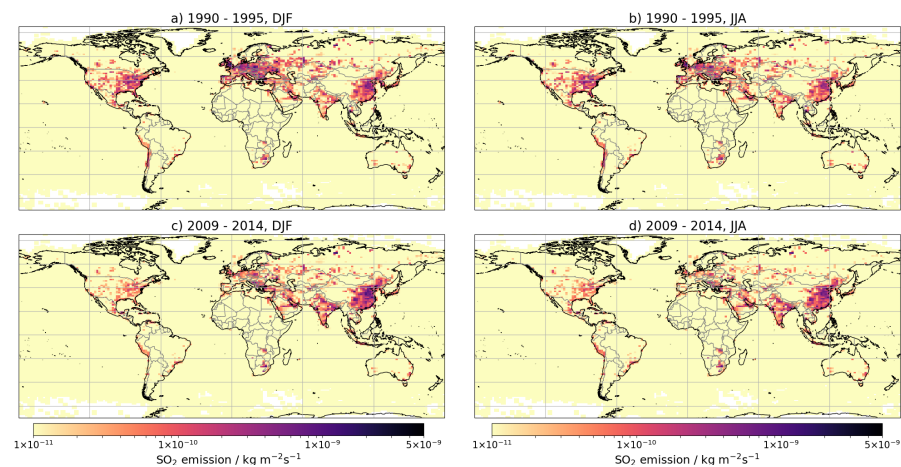 a) 1990 - 1995, DJF
b) 1990 - 1995, JJA
c) 2009 - 2014, DJF
d) 2009 - 2014, JJA
1×10⁻¹¹ 1×10⁻¹⁰ 1×10⁻⁹ 5×10⁻⁹
SO₂ emission / kg m⁻²s⁻¹
1×10⁻¹¹ 1×10⁻¹⁰ 1×10⁻⁹ 5×10⁻⁹
SO₂ emission / kg m⁻²s⁻¹